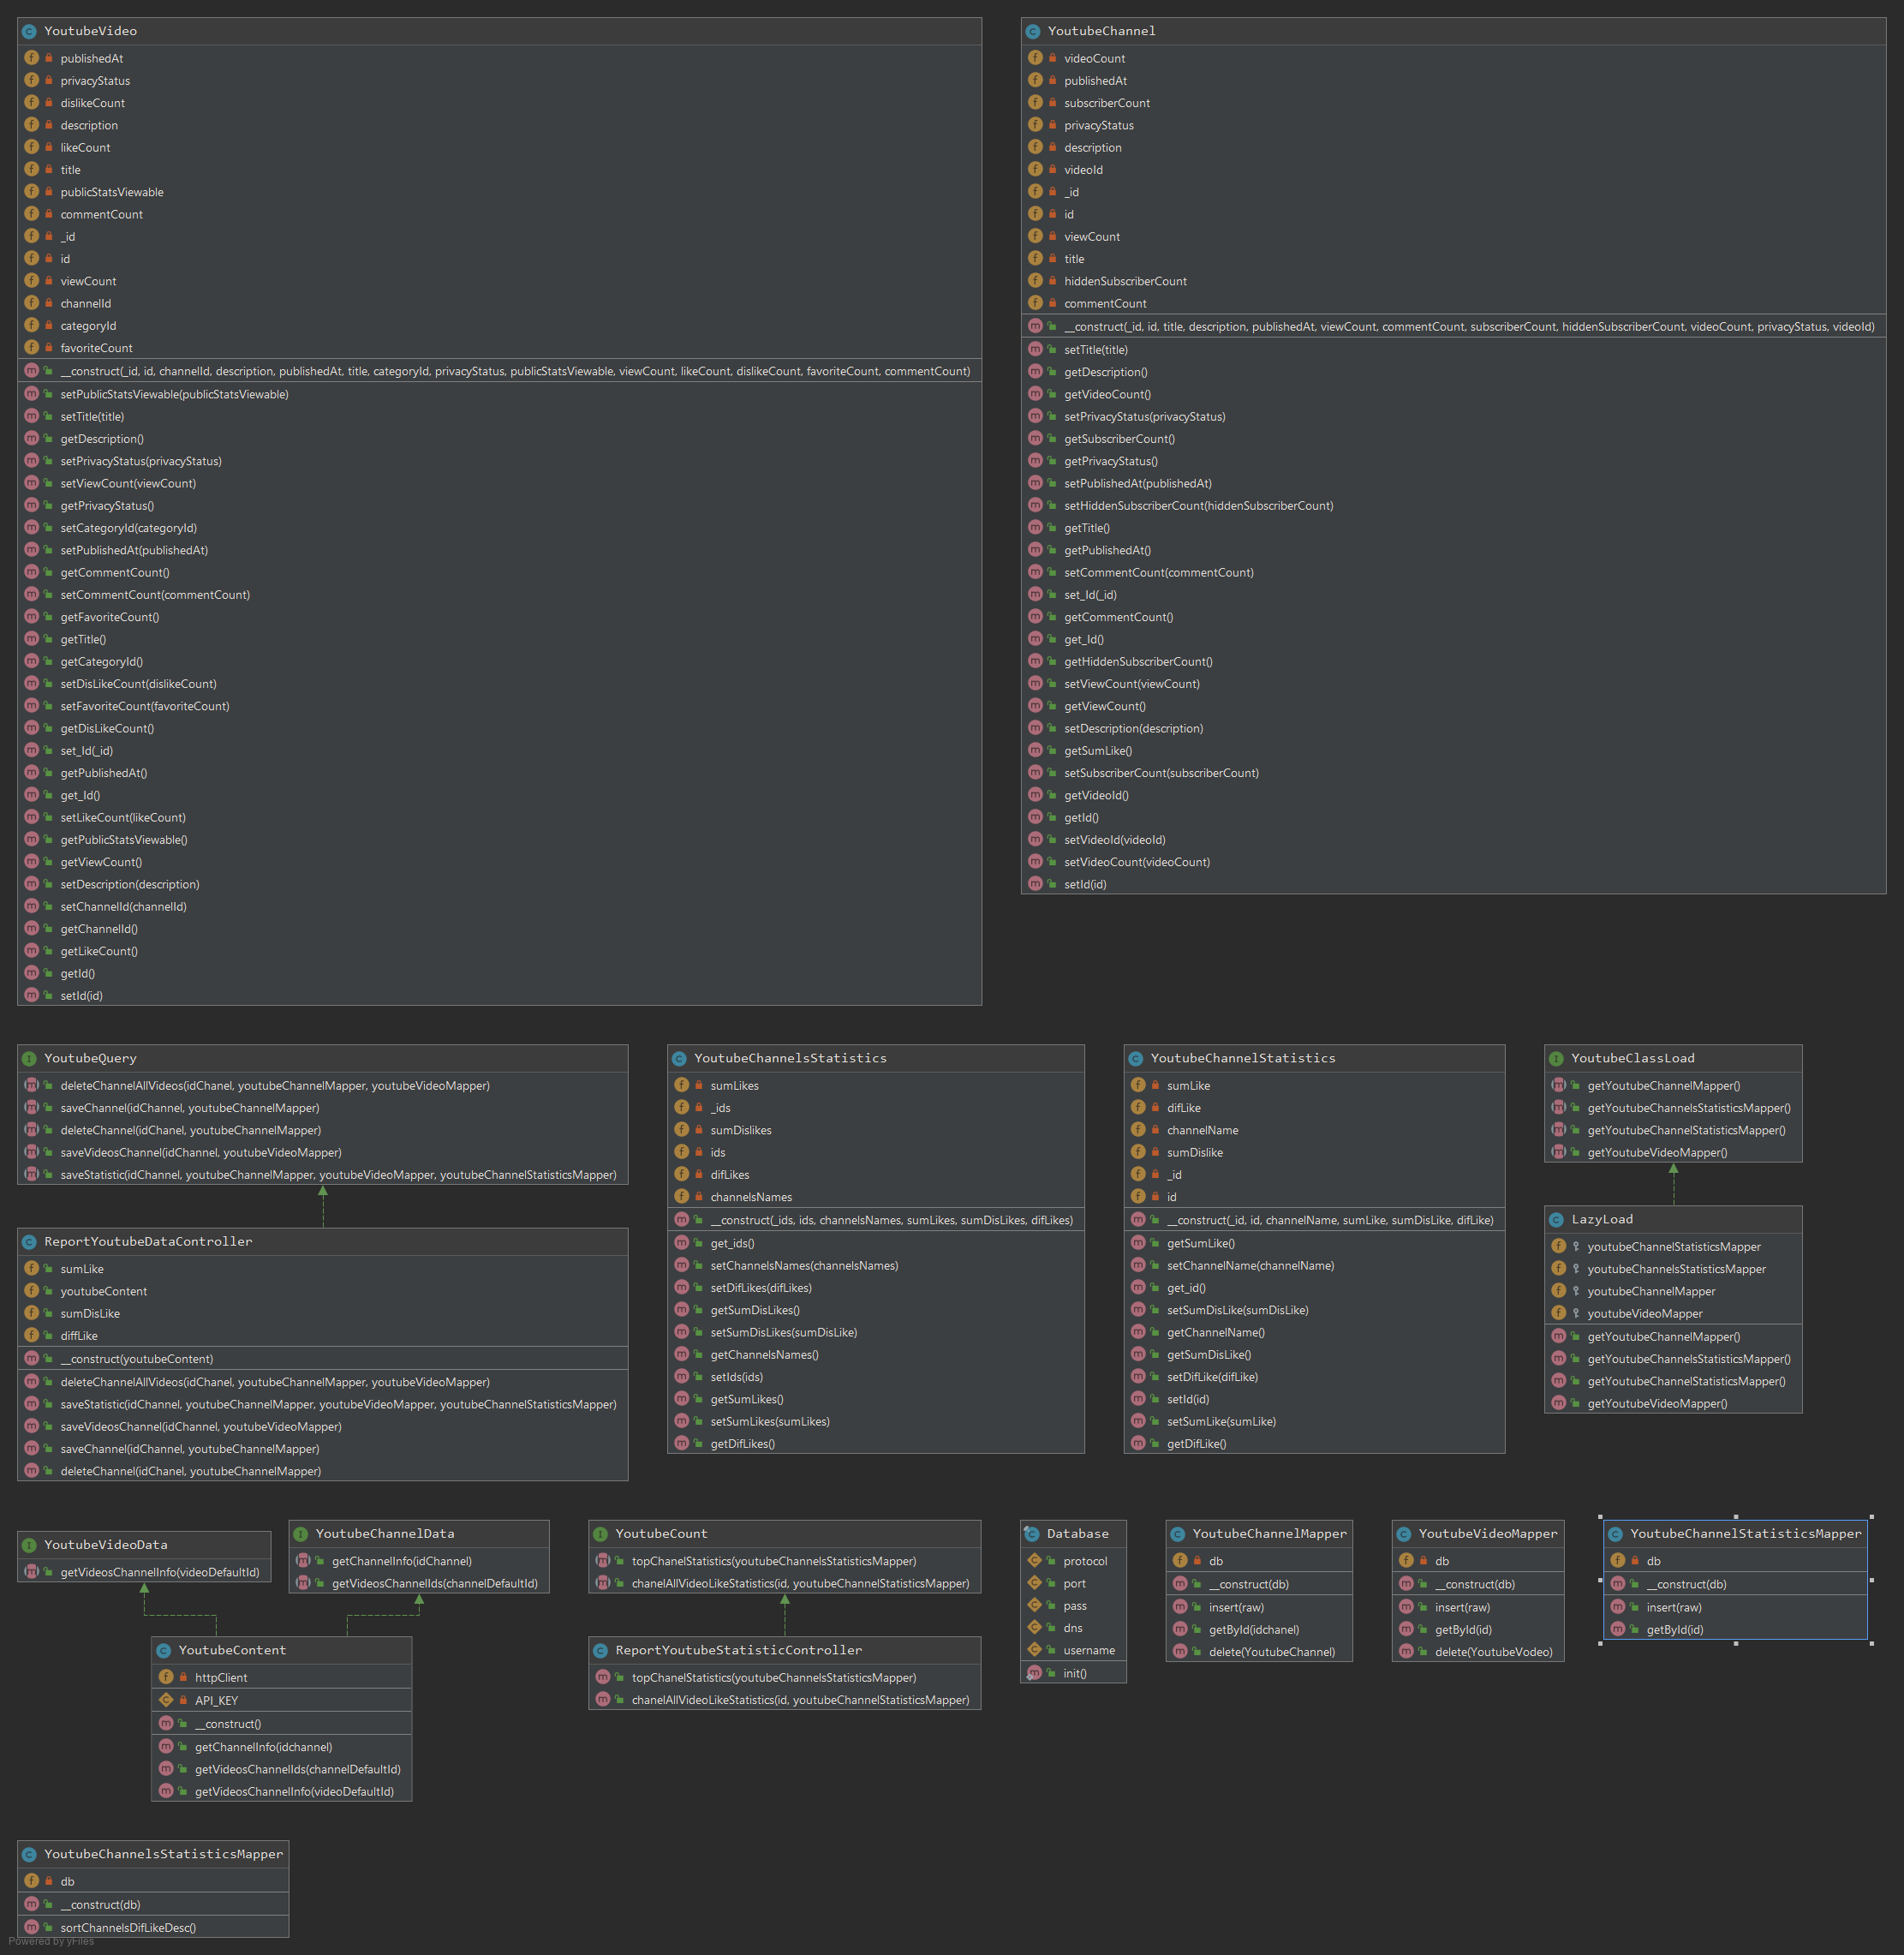 YoutubeVideo
publishedAt
privacyStatus
dislikeCount
description
likeCount
title
publicStatsViewable
commentCount
_id
id
viewCount
channelId
categoryId
favoriteCount
__construct(_id, id, channelId, description, publishedAt, title, categoryId, privacyStatus, publicStatsViewable, viewCount, likeCount, dislikeCount, favoriteCount, commentCount)
setPublicStatsViewable(publicStatsViewable)
setTitle(title)
getDescription()
setPrivacyStatus(privacyStatus)
setViewCount(viewCount)
getPrivacyStatus()
setCategoryId(categoryId)
setPublishedAt(publishedAt)
getCommentCount()
setCommentCount(commentCount)
getFavoriteCount()
getTitle()
getCategoryId()
setDisLikeCount(dislikeCount)
setFavoriteCount(favoriteCount)
getDisLikeCount()
set_Id(_id)
getPublishedAt()
get_Id()
setLikeCount(likeCount)
getPublicStatsViewable()
getViewCount()
setDescription(description)
setChannelId(channelId)
getChannelId()
getLikeCount()
getId()
setId(id)
YoutubeChannel
videoCount
publishedAt
subscriberCount
privacyStatus
description
videoId
_id
id
viewCount
title
hiddenSubscriberCount
commentCount
__construct(_id, id, title, description, publishedAt, viewCount, commentCount, subscriberCount, hiddenSubscriberCount, videoCount, privacyStatus, videoId)
setTitle(title)
getDescription()
getVideoCount()
setPrivacyStatus(privacyStatus)
getSubscriberCount()
getPrivacyStatus()
setPublishedAt(publishedAt)
setHiddenSubscriberCount(hiddenSubscriberCount)
getTitle()
getPublishedAt()
setCommentCount(commentCount)
set_Id(_id)
getCommentCount()
get_Id()
getHiddenSubscriberCount()
setViewCount(viewCount)
getViewCount()
setDescription(description)
getSumLike()
setSubscriberCount(subscriberCount)
getVideoId()
getId()
setVideoId(videoId)
setVideoCount(videoCount)
setId(id)
YoutubeQuery
deleteChannelAllVideos(idChanel, youtubeChannelMapper, youtubeVideoMapper)
saveChannel(idChannel, youtubeChannelMapper)
deleteChannel(idChanel, youtubeChannelMapper)
saveVideosChannel(idChannel, youtubeVideoMapper)
saveStatistic(idChannel, youtubeChannelMapper, youtubeVideoMapper, youtubeChannelStatisticsMapper)
ReportYoutubeDataController
sumLike
youtubeContent
sumDisLike
diffLike
__construct(youtubeContent)
deleteChannelAllVideos(idChanel, youtubeChannelMapper, youtubeVideoMapper)
saveStatistic(idChannel, youtubeChannelMapper, youtubeVideoMapper, youtubeChannelStatisticsMapper)
saveVideosChannel(idChannel, youtubeVideoMapper)
saveChannel(idChannel, youtubeChannelMapper)
deleteChannel(idChanel, youtubeChannelMapper)
YoutubeChannelsStatistics
sumLikes
_ids
sumDislikes
ids
difLikes
channelsNames
__construct(_ids, ids, channelsNames, sumLikes, sumDisLikes, difLikes)
get_ids()
setChannelsNames(channelsNames)
setDifLikes(difLikes)
getSumDisLikes()
setSumDisLikes(sumDisLike)
getChannelsNames()
setIds(ids)
getSumLikes()
setSumLikes(sumLikes)
getDifLikes()
YoutubeChannelStatistics
sumLike
difLike
channelName
sumDislike
_id
id
__construct(_id, id, channelName, sumLike, sumDisLike, difLike)
getSumLike()
setChannelName(channelName)
get_id()
setSumDisLike(sumDisLike)
getChannelName()
getSumDisLike()
setDifLike(difLike)
setId(id)
setSumLike(sumLike)
getDifLike()
YoutubeClassLoad
getYoutubeChannelMapper()
getYoutubeChannelsStatisticsMapper()
getYoutubeChannelStatisticsMapper()
getYoutubeVideoMapper()
LazyLoad
youtubeChannelStatisticsMapper
youtubeChannelsStatisticsMapper
youtubeChannelMapper
youtubeVideoMapper
getYoutubeChannelMapper()
getYoutubeChannelsStatisticsMapper()
getYoutubeChannelStatisticsMapper()
getYoutubeVideoMapper()
YoutubeVideoData
getVideosChannelInfo(videoDefaultId)
YoutubeChannelData
getChannelInfo(idChannel)
getVideosChannelIds(channelDefaultId)
YoutubeContent
httpClient
API_KEY
__construct()
getChannelInfo(idchannel)
getVideosChannelIds(channelDefaultId)
getVideosChannelInfo(videoDefaultId)
YoutubeCount
topChanelStatistics(youtubeChannelsStatisticsMapper)
chanelAllVideoLikeStatistics(id, youtubeChannelStatisticsMapper)
ReportYoutubeStatisticController
topChanelStatistics(youtubeChannelsStatisticsMapper)
chanelAllVideoLikeStatistics(id, youtubeChannelStatisticsMapper)
Database
protocol
port
pass
dns
username
init()
YoutubeChannelMapper
db
__construct(db)
insert(raw)
getById(idchanel)
delete(YoutubeChannel)
YoutubeVideoMapper
db
__construct(db)
insert(raw)
getById(id)
delete(YoutubeVodeo)
YoutubeChannelStatisticsMapper
db
__construct(db)
insert(raw)
getById(id)
YoutubeChannelsStatisticsMapper
db
__construct(db)
sortChannelsDifLikeDesc()
Powered by yFiles